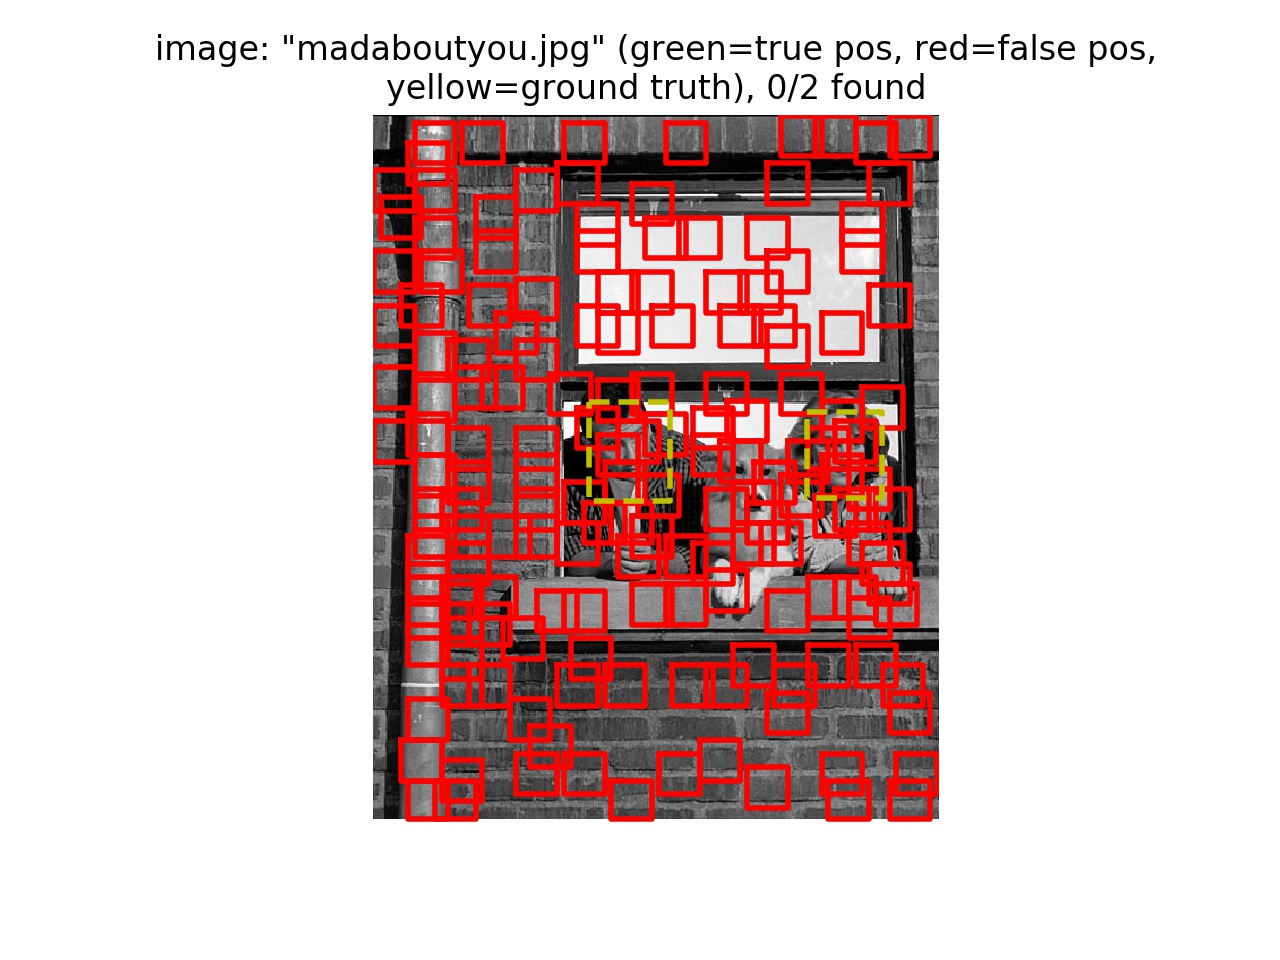 image: "madaboutyou.jpg" (green=true pos, red=false pos,
yellow=ground truth), 0/2 found